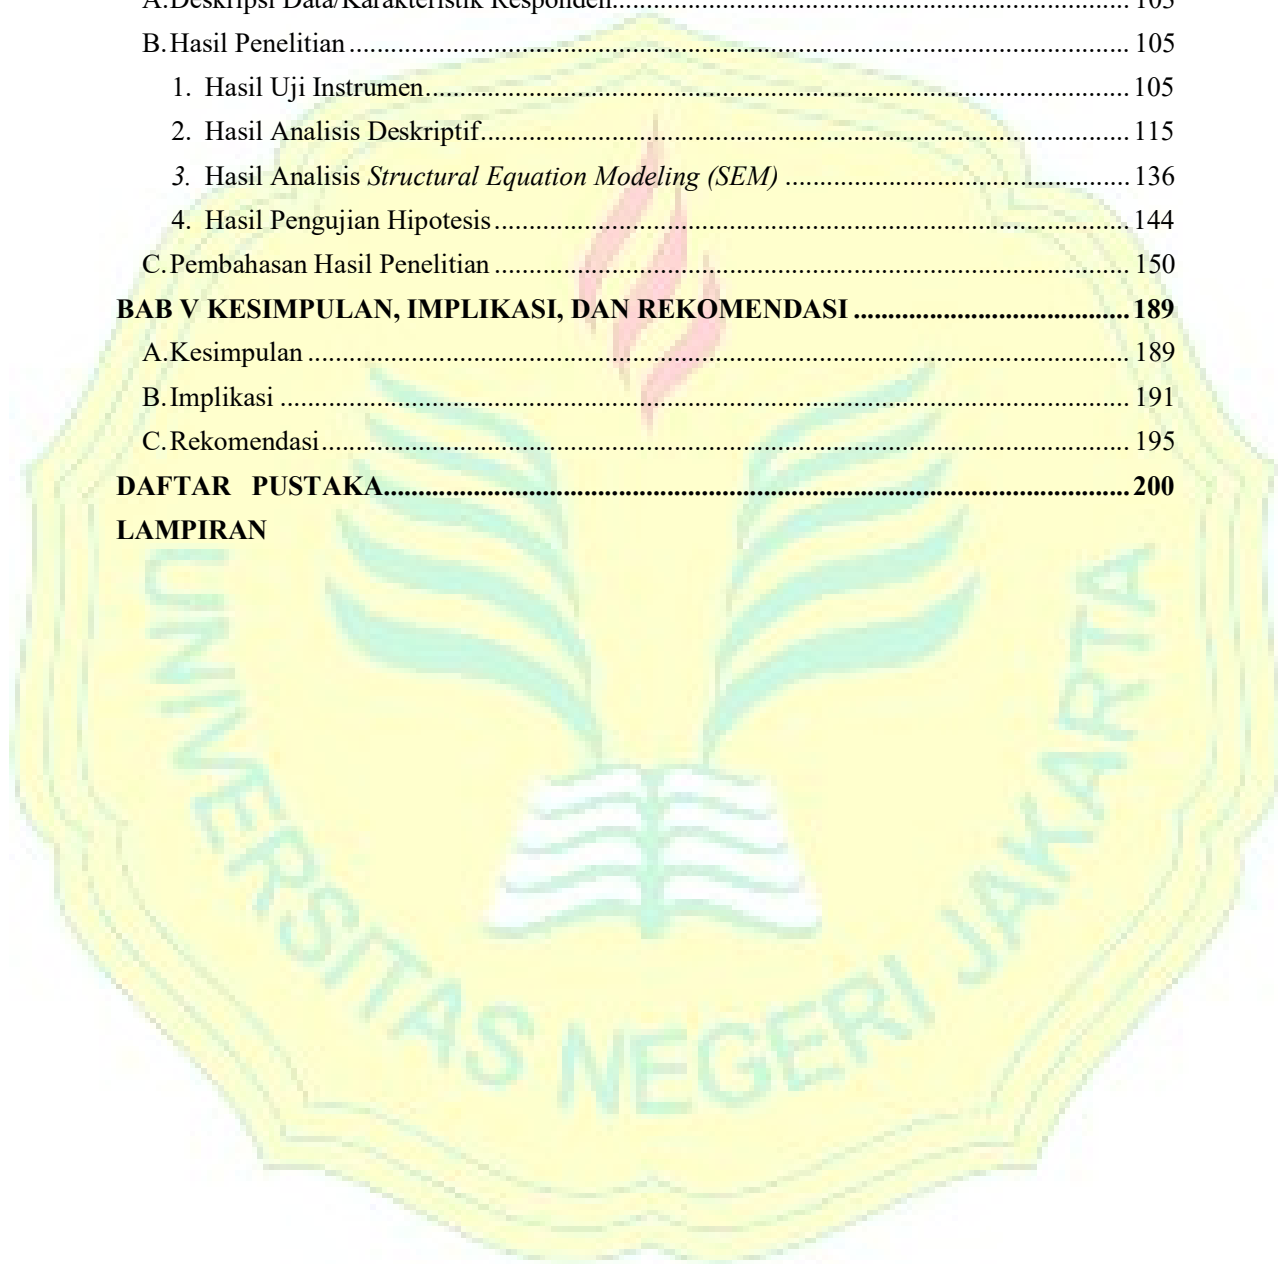 A.Deskripsi Data/Karakteristik Responden........ 103
B.Hasil Penelitian........ 105
1. Hasil Uji Instrumen........ 105
2. Hasil Analisis Deskriptif........ 115
3. Hasil Analisis Structural Equation Modeling (SEM)........ 136
4. Hasil Pengujian Hipotesis........ 144
C.Pembahasan Hasil Penelitian........ 150
BAB V KESIMPULAN, IMPLIKASI, DAN REKOMENDASI........ 189
A.Kesimpulan........ 189
B.Implikasi........ 191
C.Rekomendasi........ 195
DAFTAR PUSTAKA........ 200
LAMPIRAN
UNIVERSITAS NEGERI JAKARTA